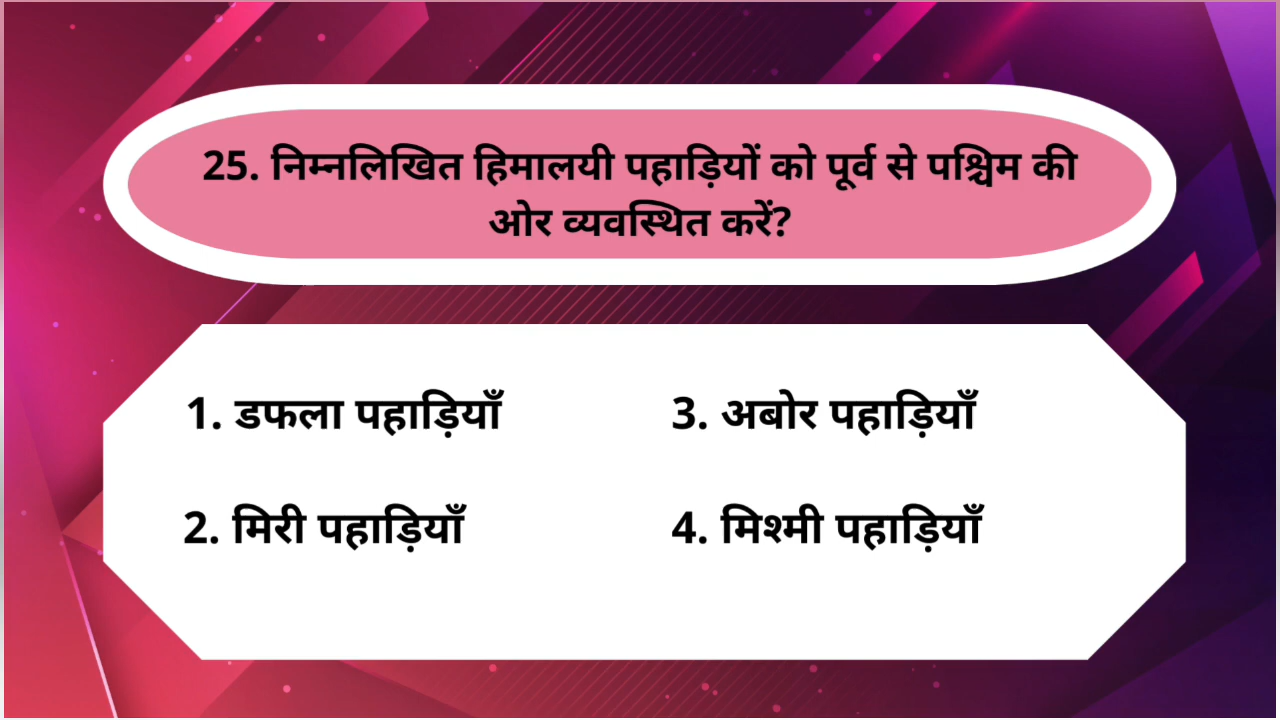 25. निम्नलिखित हिमालयी पहाड़ियों को पूर्व से पश्चिम की
ओर व्यवस्थित करें?
1. डफला पहाड़ियाँ
2. मिरी पहाड़ियाँ
3. अबोर पहाड़ियाँ
4. मिश्मी पहाड़ियाँ